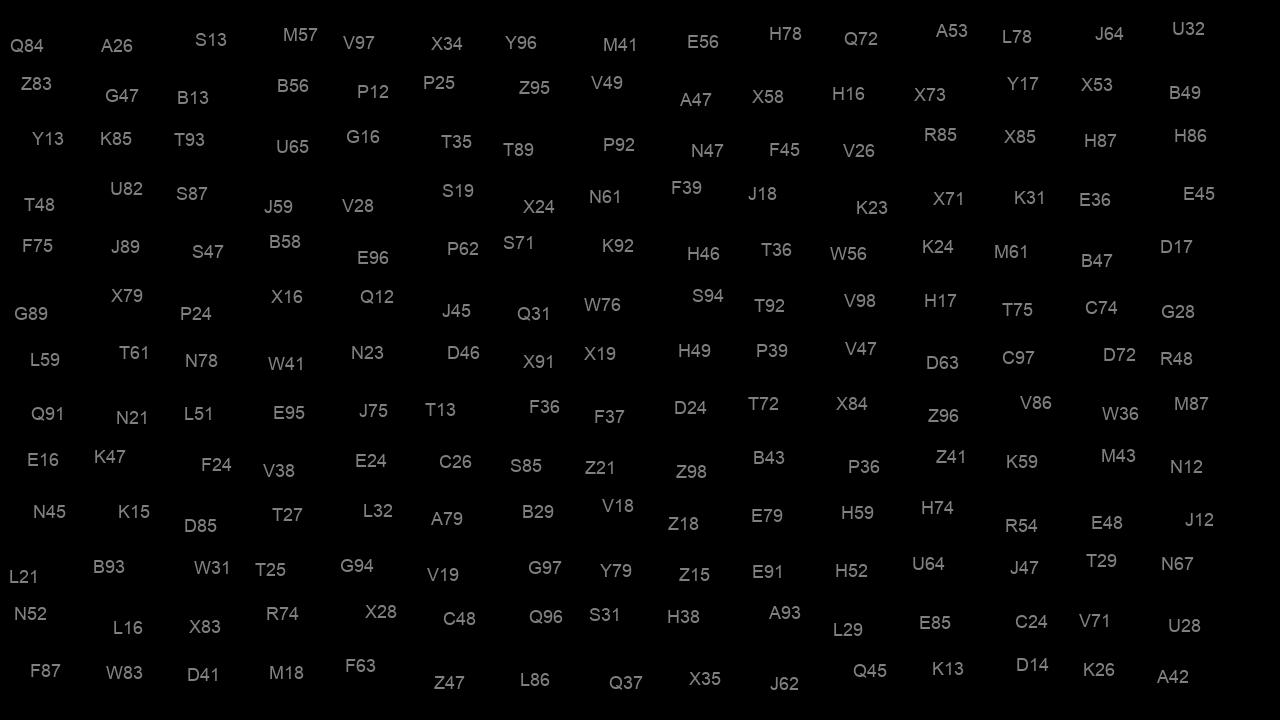 Q84 A26 S13 M57 V97 X34 Y96 M41 E56 H78 Q72 A53 L78 J64 U32
Z83 G47 B13 B56 P12 P25 Z95 V49 A47 X58 H16 X73 Y17 X53 B49
Y13 K85 T93 U65 G16 T35 T89 P92 N47 F45 V26 R85 X85 H87 H86
T48 U82 S87 J59 V28 S19 X24 N61 F39 J18 K23 X71 K31 E36 E45
F75 J89 S47 B58 E96 P62 S71 K92 H46 T36 W56 K24 M61 B47 D17
G89 X79 P24 X16 Q12 J45 Q31 W76 S94 T92 V98 H17 T75 C74 G28
L59 T61 N78 W41 N23 D46 X91 X19 H49 P39 V47 D63 C97 D72 R48
Q91 N21 L51 E95 J75 T13 F36 F37 D24 T72 X84 Z96 V86 W36 M87
E16 K47 F24 V38 E24 C26 S85 Z21 Z98 B43 P36 Z41 K59 M43 N12
N45 K15 D85 T27 L32 A79 B29 V18 Z18 E79 H59 H74 R54 E48 J12
L21 B93 W31 T25 G94 V19 G97 Y79 Z15 E91 H52 U64 J47 T29 N67
N52 L16 X83 R74 X28 C48 Q96 S31 H38 A93 L29 E85 C24 V71 U28
F87 W83 D41 M18 F63 Z47 L86 Q37 X35 J62 Q45 K13 D14 K26 A42